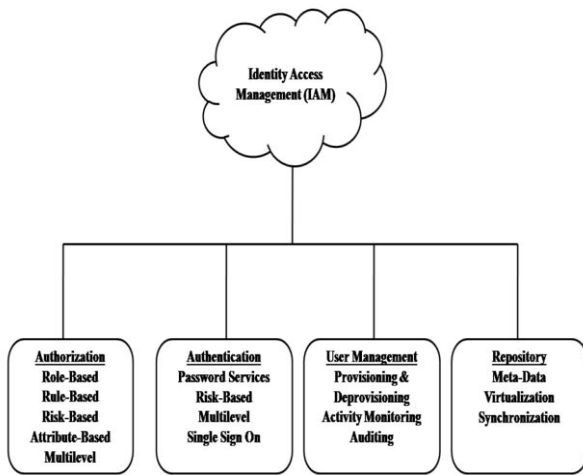 Identity Access
Management (IAM)
Authorization
Role-Based
Rule-Based
Risk-Based
Attribute-Based
Multilevel
Authentication
Password Services
Risk-Based
Multilevel
Single Sign On
User Management
Provisioning &
Deprovisioning
Activity Monitoring
Auditing
Repository
Meta-Data
Virtualization
Synchronization